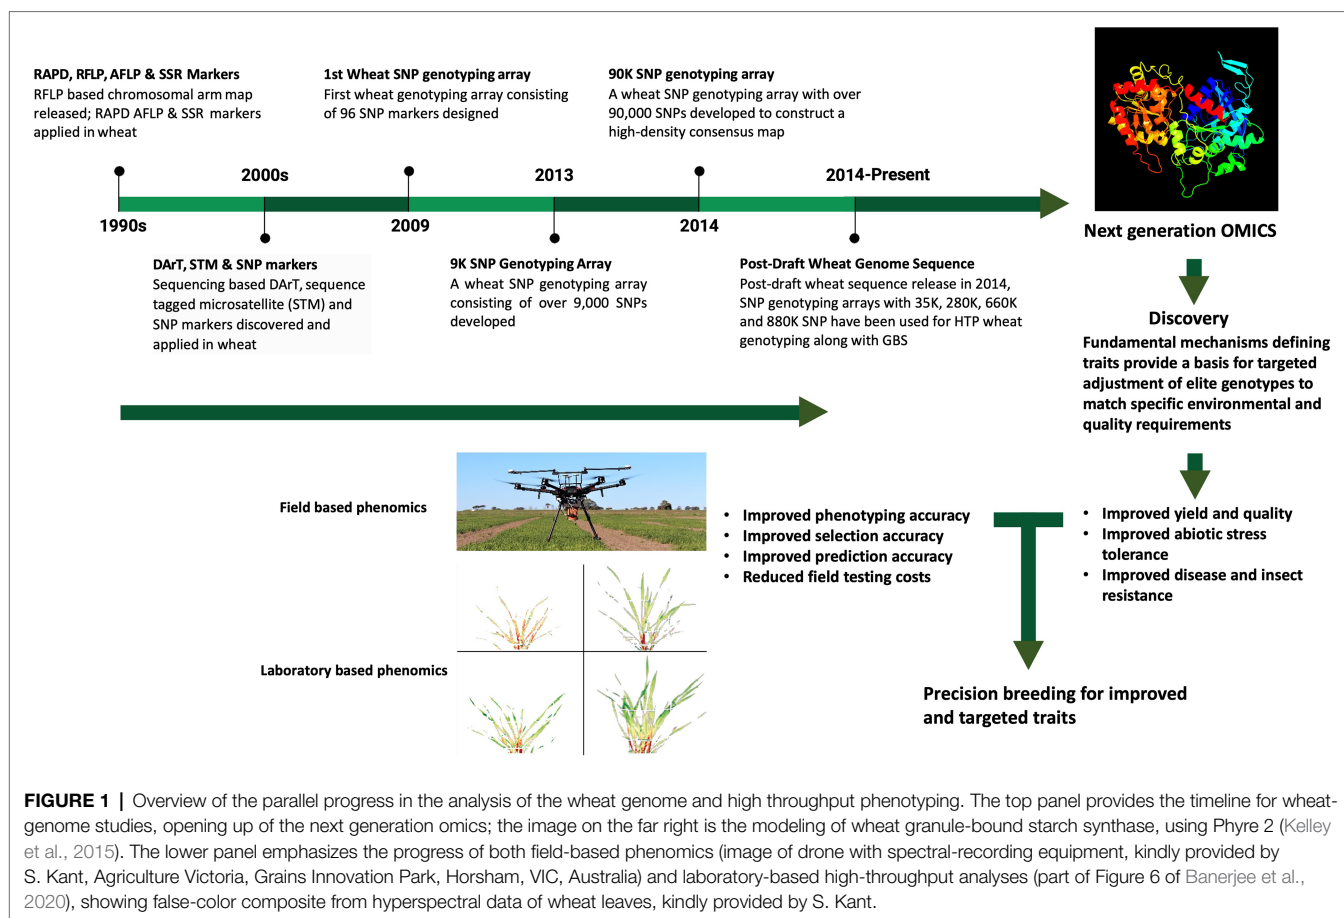 RAPD, RFLP, AFLP & SSR Markers
RFLP based chromosomal arm map
released; RAPD AFLP & SSR markers
applied in wheat
1st Wheat SNP genotyping array
First wheat genotyping array consisting
of 96 SNP markers designed
90K SNP genotyping array
A wheat SNP genotyping array with over
90,000 SNPs developed to construct a
high-density consensus map
2000s
2013
2014-Present
1990s
2009
2014
DArT, STM & SNP markers
Sequencing based DArT, sequence
tagged microsatellite (STM) and
SNP markers discovered and
applied in wheat
9K SNP Genotyping Array
A wheat SNP genotyping array
consisting of over 9,000 SNPs
developed
Post-Draft Wheat Genome Sequence
Post-draft wheat sequence release in 2014,
SNP genotyping arrays with 35K, 280K, 660K
and 880K SNP have been used for HTP wheat
genotyping along with GBS
Next generation OMICS
Discovery
Fundamental mechanisms defining
traits provide a basis for targeted
adjustment of elite genotypes to
match specific environmental and
quality requirements
Field based phenomics
Laboratory based phenomics
• Improved phenotyping accuracy
• Improved selection accuracy
• Improved prediction accuracy
• Reduced field testing costs
• Improved yield and quality
• Improved abiotic stress
tolerance
• Improved disease and insect
resistance
Precision breeding for improved
and targeted traits
FIGURE 1 | Overview of the parallel progress in the analysis of the wheat genome and high throughput phenotyping. The top panel provides the timeline for wheat-
genome studies, opening up of the next generation omics; the image on the far right is the modeling of wheat granule-bound starch synthase, using Phyre 2 (Kelley
et al., 2015). The lower panel emphasizes the progress of both field-based phenomics (image of drone with spectral-recording equipment, kindly provided by
S. Kant, Agriculture Victoria, Grains Innovation Park, Horsham, VIC, Australia) and laboratory-based high-throughput analyses (part of Figure 6 of Banerjee et al.,
2020), showing false-color composite from hyperspectral data of wheat leaves, kindly provided by S. Kant.